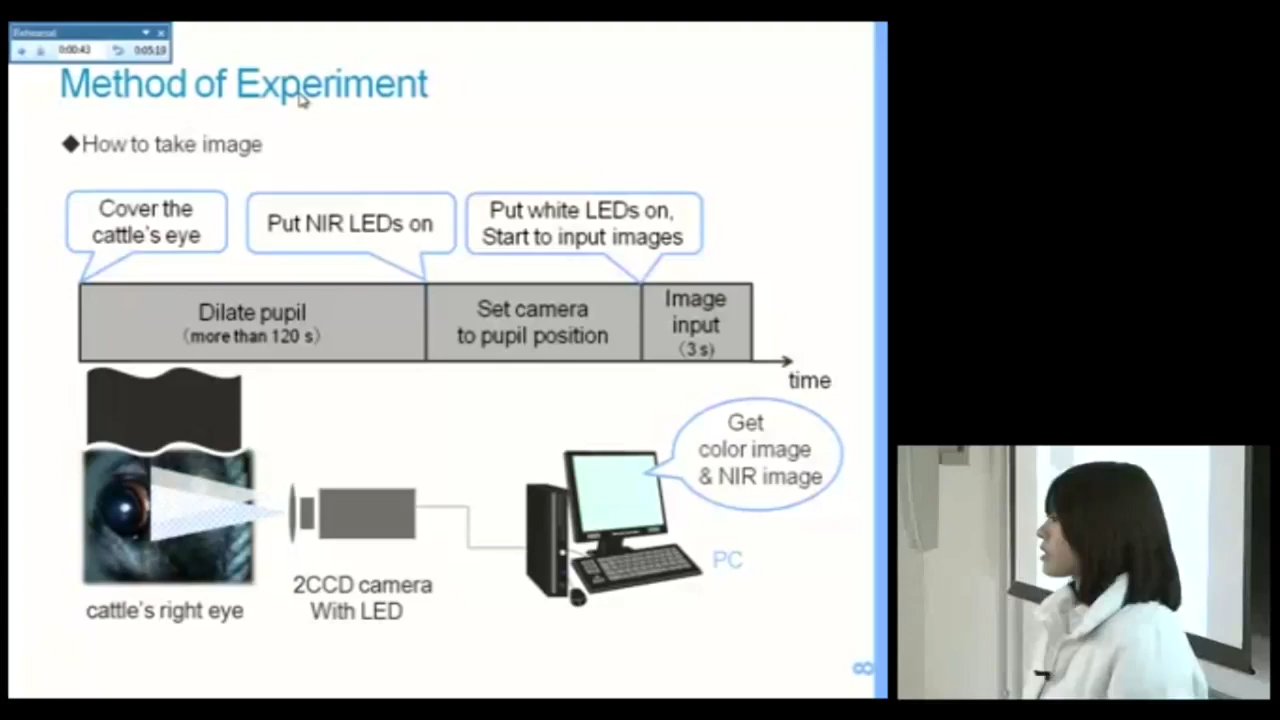 Rehearsal
0:00:43
0:05:19
Method of Experiment
◆How to take image
Cover the
cattle's eye
Put NIR LEDs on
Put white LEDs on,
Start to input images
Dilate pupil
(more than 120 s)
Set camera
to pupil position
Image
input
(3 s)
time
Get
color image
& NIR image
PC
2CCD camera
With LED
cattle's right eye
8